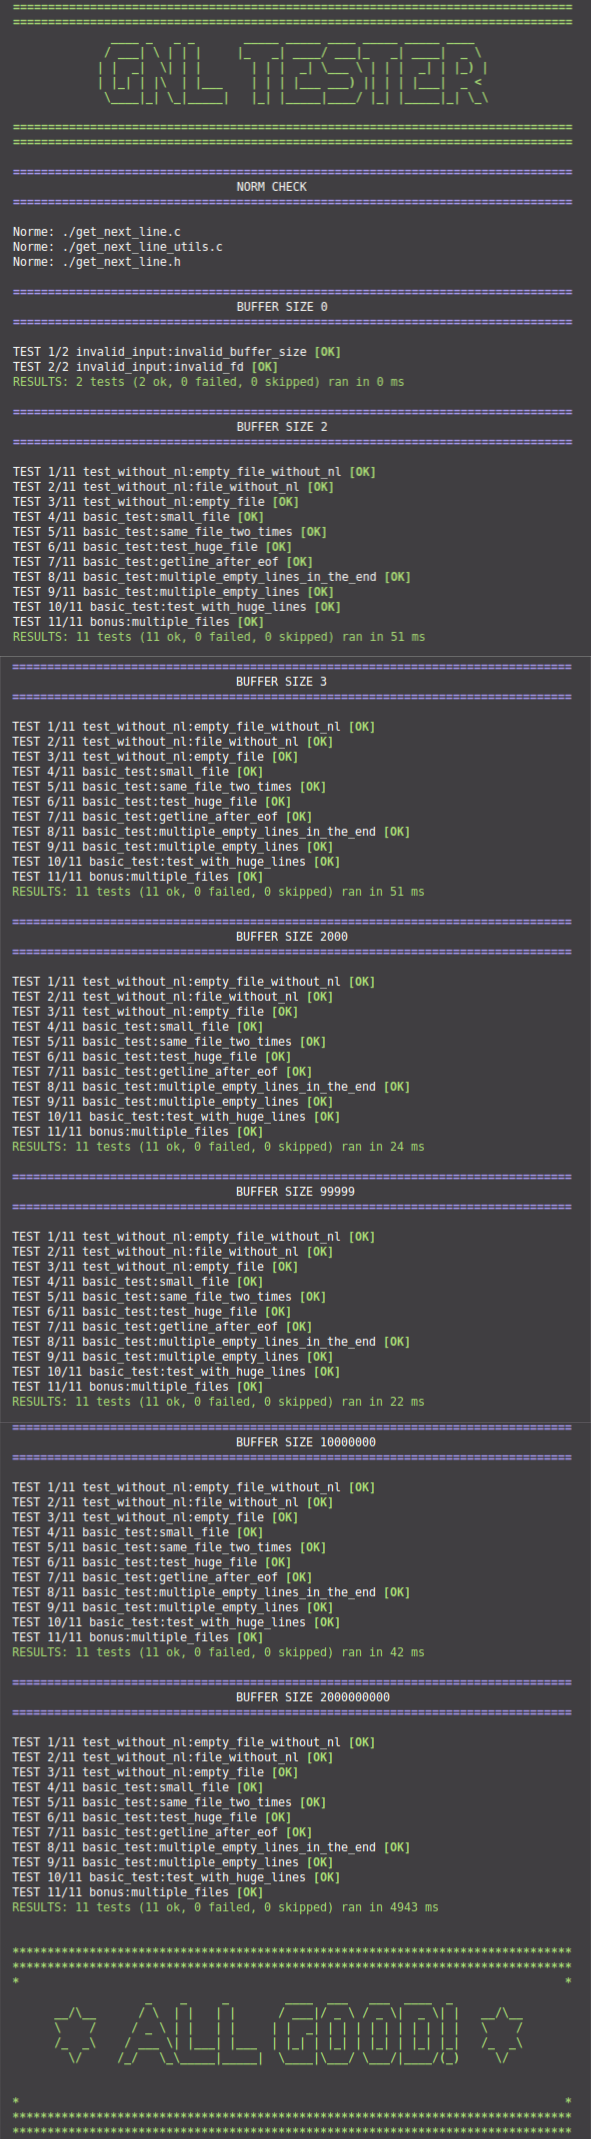 GNL TESTER
NORM CHECK
Norme: ./get_next_line.c
Norme: ./get_next_line_utils.c
Norme: ./get_next_line.h
BUFFER SIZE 0
TEST 1/2 invalid_input:invalid_buffer_size [OK]
TEST 2/2 invalid_input:invalid_fd [OK]
RESULTS: 2 tests (2 ok, 0 failed, 0 skipped) ran in 0 ms
BUFFER SIZE 2
TEST 1/11 test_without_nl:empty_file_without_nl [OK]
TEST 2/11 test_without_nl:file_without_nl [OK]
TEST 3/11 test_without_nl:empty_file [OK]
TEST 4/11 basic_test:small_file [OK]
TEST 5/11 basic_test:same_file_two_times [OK]
TEST 6/11 basic_test:test_huge_file [OK]
TEST 7/11 basic_test:getline_after_eof [OK]
TEST 8/11 basic_test:multiple_empty_lines_in_the_end [OK]
TEST 9/11 basic_test:multiple_empty_lines [OK]
TEST 10/11 basic_test:test_with_huge_lines [OK]
TEST 11/11 bonus:multiple_files [OK]
RESULTS: 11 tests (11 ok, 0 failed, 0 skipped) ran in 51 ms
BUFFER SIZE 3
TEST 1/11 test_without_nl:empty_file_without_nl [OK]
TEST 2/11 test_without_nl:file_without_nl [OK]
TEST 3/11 test_without_nl:empty_file [OK]
TEST 4/11 basic_test:small_file [OK]
TEST 5/11 basic_test:same_file_two_times [OK]
TEST 6/11 basic_test:test_huge_file [OK]
TEST 7/11 basic_test:getline_after_eof [OK]
TEST 8/11 basic_test:multiple_empty_lines_in_the_end [OK]
TEST 9/11 basic_test:multiple_empty_lines [OK]
TEST 10/11 basic_test:test_with_huge_lines [OK]
TEST 11/11 bonus:multiple_files [OK]
RESULTS: 11 tests (11 ok, 0 failed, 0 skipped) ran in 51 ms
BUFFER SIZE 2000
TEST 1/11 test_without_nl:empty_file_without_nl [OK]
TEST 2/11 test_without_nl:file_without_nl [OK]
TEST 3/11 test_without_nl:empty_file [OK]
TEST 4/11 basic_test:small_file [OK]
TEST 5/11 basic_test:same_file_two_times [OK]
TEST 6/11 basic_test:test_huge_file [OK]
TEST 7/11 basic_test:getline_after_eof [OK]
TEST 8/11 basic_test:multiple_empty_lines_in_the_end [OK]
TEST 9/11 basic_test:multiple_empty_lines [OK]
TEST 10/11 basic_test:test_with_huge_lines [OK]
TEST 11/11 bonus:multiple_files [OK]
RESULTS: 11 tests (11 ok, 0 failed, 0 skipped) ran in 24 ms
BUFFER SIZE 99999
TEST 1/11 test_without_nl:empty_file_without_nl [OK]
TEST 2/11 test_without_nl:file_without_nl [OK]
TEST 3/11 test_without_nl:empty_file [OK]
TEST 4/11 basic_test:small_file [OK]
TEST 5/11 basic_test:same_file_two_times [OK]
TEST 6/11 basic_test:test_huge_file [OK]
TEST 7/11 basic_test:getline_after_eof [OK]
TEST 8/11 basic_test:multiple_empty_lines_in_the_end [OK]
TEST 9/11 basic_test:multiple_empty_lines [OK]
TEST 10/11 basic_test:test_with_huge_lines [OK]
TEST 11/11 bonus:multiple_files [OK]
RESULTS: 11 tests (11 ok, 0 failed, 0 skipped) ran in 22 ms
BUFFER SIZE 10000000
TEST 1/11 test_without_nl:empty_file_without_nl [OK]
TEST 2/11 test_without_nl:file_without_nl [OK]
TEST 3/11 test_without_nl:empty_file [OK]
TEST 4/11 basic_test:small_file [OK]
TEST 5/11 basic_test:same_file_two_times [OK]
TEST 6/11 basic_test:test_huge_file [OK]
TEST 7/11 basic_test:getline_after_eof [OK]
TEST 8/11 basic_test:multiple_empty_lines_in_the_end [OK]
TEST 9/11 basic_test:multiple_empty_lines [OK]
TEST 10/11 basic_test:test_with_huge_lines [OK]
TEST 11/11 bonus:multiple_files [OK]
RESULTS: 11 tests (11 ok, 0 failed, 0 skipped) ran in 42 ms
BUFFER SIZE 2000000000
TEST 1/11 test_without_nl:empty_file_without_nl [OK]
TEST 2/11 test_without_nl:file_without_nl [OK]
TEST 3/11 test_without_nl:empty_file [OK]
TEST 4/11 basic_test:small_file [OK]
TEST 5/11 basic_test:same_file_two_times [OK]
TEST 6/11 basic_test:test_huge_file [OK]
TEST 7/11 basic_test:getline_after_eof [OK]
TEST 8/11 basic_test:multiple_empty_lines_in_the_end [OK]
TEST 9/11 basic_test:multiple_empty_lines [OK]
TEST 10/11 basic_test:test_with_huge_lines [OK]
TEST 11/11 bonus:multiple_files [OK]
RESULTS: 11 tests (11 ok, 0 failed, 0 skipped) ran in 4943 ms
ALL GOOD!